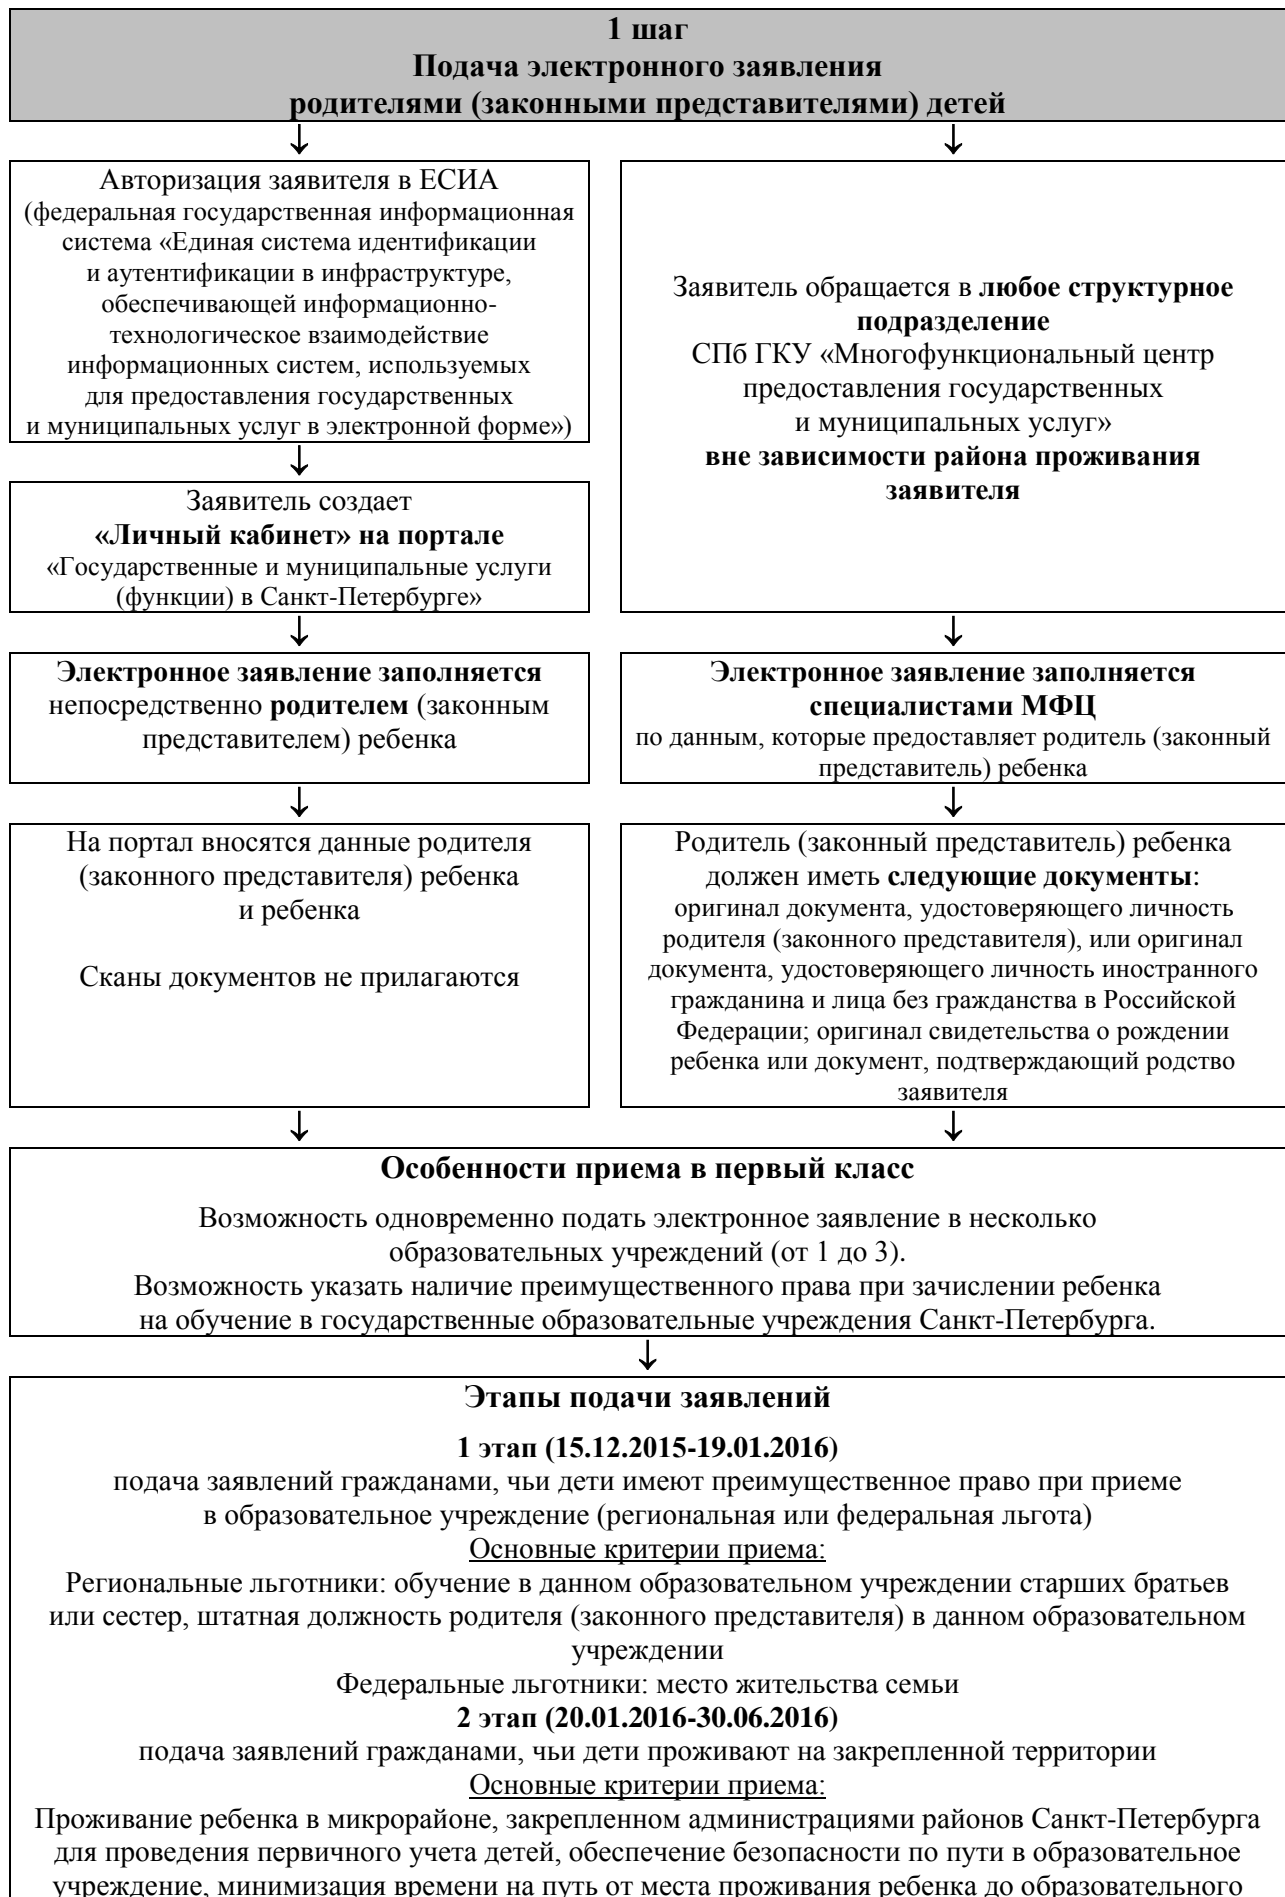 1 шаг
Подача электронного заявления
родителями (законными представителями) детей
↓
↓
Авторизация заявителя в ЕСИА
(федеральная государственная информационная
система «Единая система идентификации
и аутентификации в инфраструктуре,
обеспечивающей информационно-
технологическое взаимодействие
информационных систем, используемых
для предоставления государственных
и муниципальных услуг в электронной форме»)
↓
Заявитель создает
«Личный кабинет» на портале
«Государственные и муниципальные услуги
(функции) в Санкт-Петербурге»
Заявитель обращается в любое структурное
подразделение
СПб ГКУ «Многофункциональный центр
предоставления государственных
и муниципальных услуг»
вне зависимости района проживания
заявителя
↓
↓
Электронное заявление заполняется
непосредственно родителем (законным
представителем) ребенка
Электронное заявление заполняется
специалистами МФЦ
по данным, которые предоставляет родитель (законный
представитель) ребенка
↓
↓
На портал вносятся данные родителя
(законного представителя) ребенка
и ребенка
Сканы документов не прилагаются
Родитель (законный представитель) ребенка
должен иметь следующие документы:
оригинал документа, удостоверяющего личность
родителя (законного представителя), или оригинал
документа, удостоверяющего личность иностранного
гражданина и лица без гражданства в Российской
Федерации; оригинал свидетельства о рождении
ребенка или документ, подтверждающий родство
заявителя
↓
↓
Особенности приема в первый класс
Возможность одновременно подать электронное заявление в несколько
образовательных учреждений (от 1 до 3).
Возможность указать наличие преимущественного права при зачислении ребенка
на обучение в государственные образовательные учреждения Санкт-Петербурга.
↓
Этапы подачи заявлений
1 этап (15.12.2015-19.01.2016)
подача заявлений гражданами, чьи дети имеют преимущественное право при приеме
в образовательное учреждение (региональная или федеральная льгота)
Основные критерии приема:
Региональные льготники: обучение в данном образовательном учреждении старших братьев
или сестер, штатная должность родителя (законного представителя) в данном образовательном
учреждении
Федеральные льготники: место жительства семьи
2 этап (20.01.2016-30.06.2016)
подача заявлений гражданами, чьи дети проживают на закрепленной территории
Основные критерии приема:
Проживание ребенка в микрорайоне, закрепленном администрациями районов Санкт-Петербурга
для проведения первичного учета детей, обеспечение безопасности по пути в образовательное
учреждение, минимизация времени на путь от места проживания ребенка до образовательного